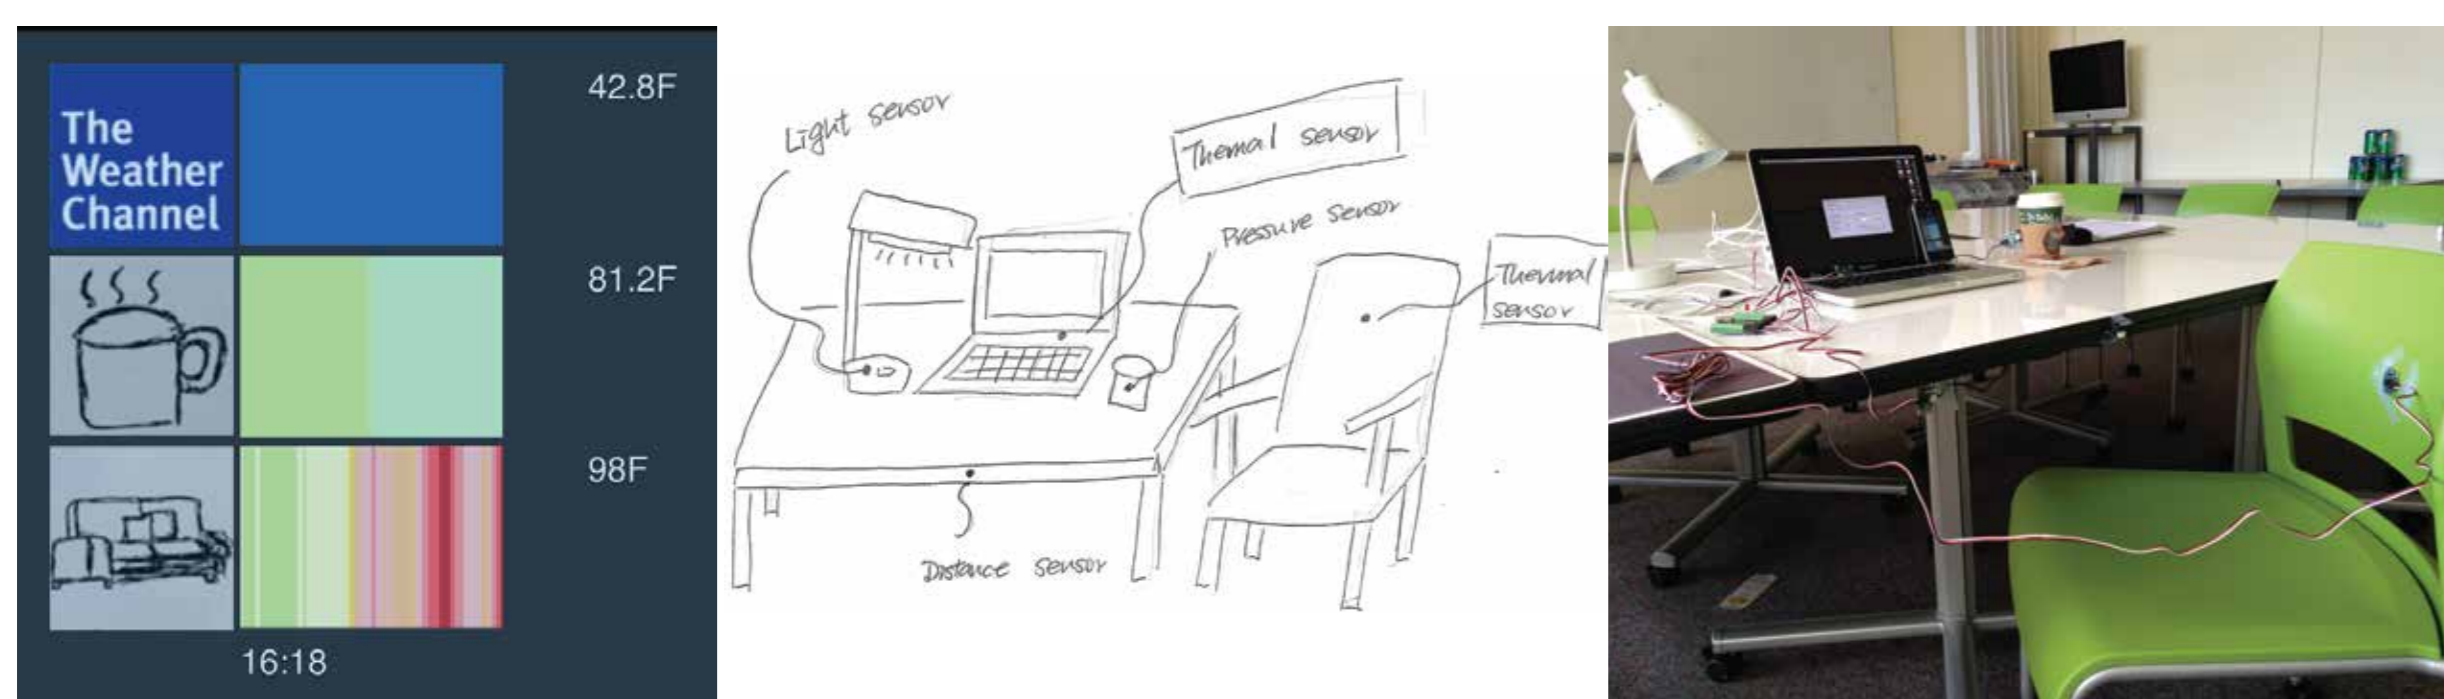 The
Weather
Channel
42.8F
81.2F
98F
16:18
Light sensor
Themal sensor
Pressure sensor
Thermal
sensor
Distance sensor